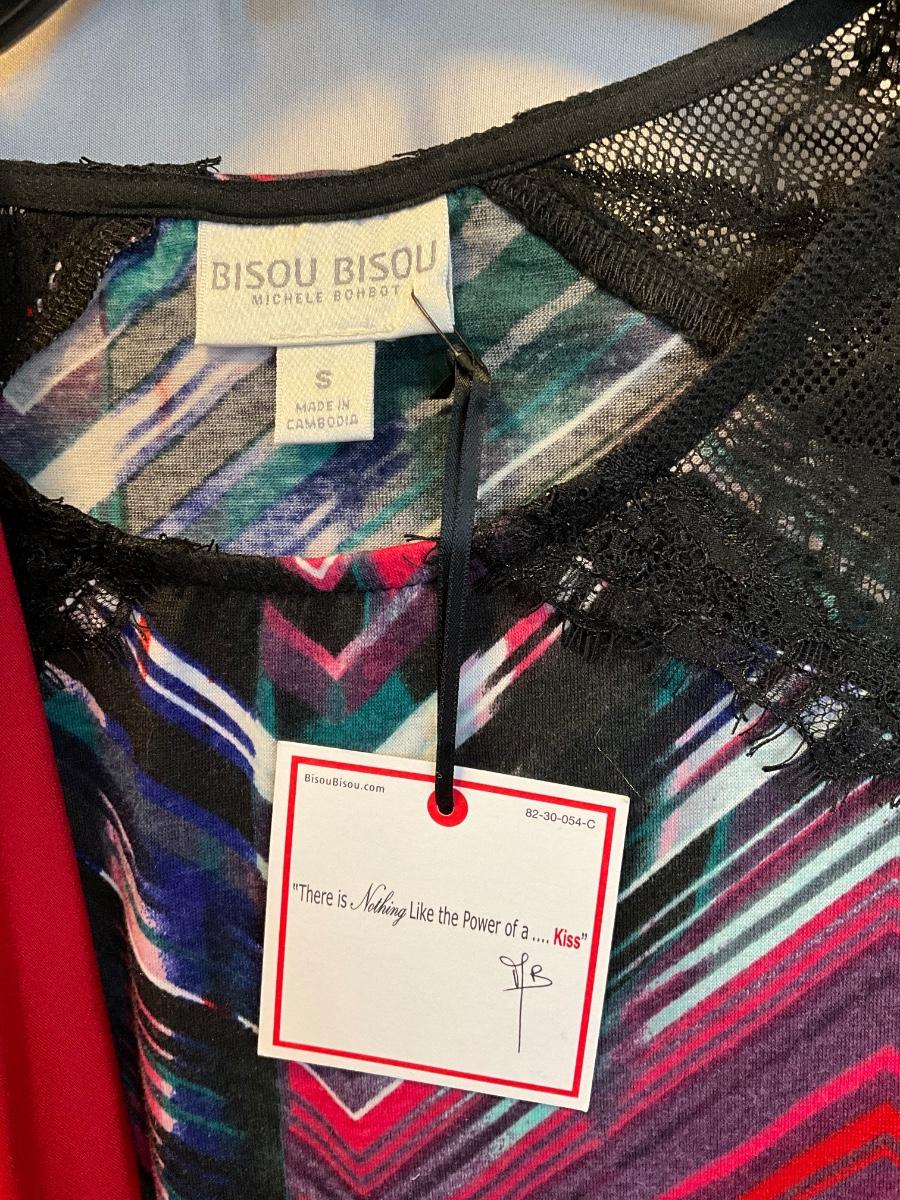 BISOU BISOU
MICHELE BOHBOT
S
MADE IN
CAMBODIA
BisouBisou.com
82-30-054-C
"There is Nothing Like the Power of a .... Kiss"
MB